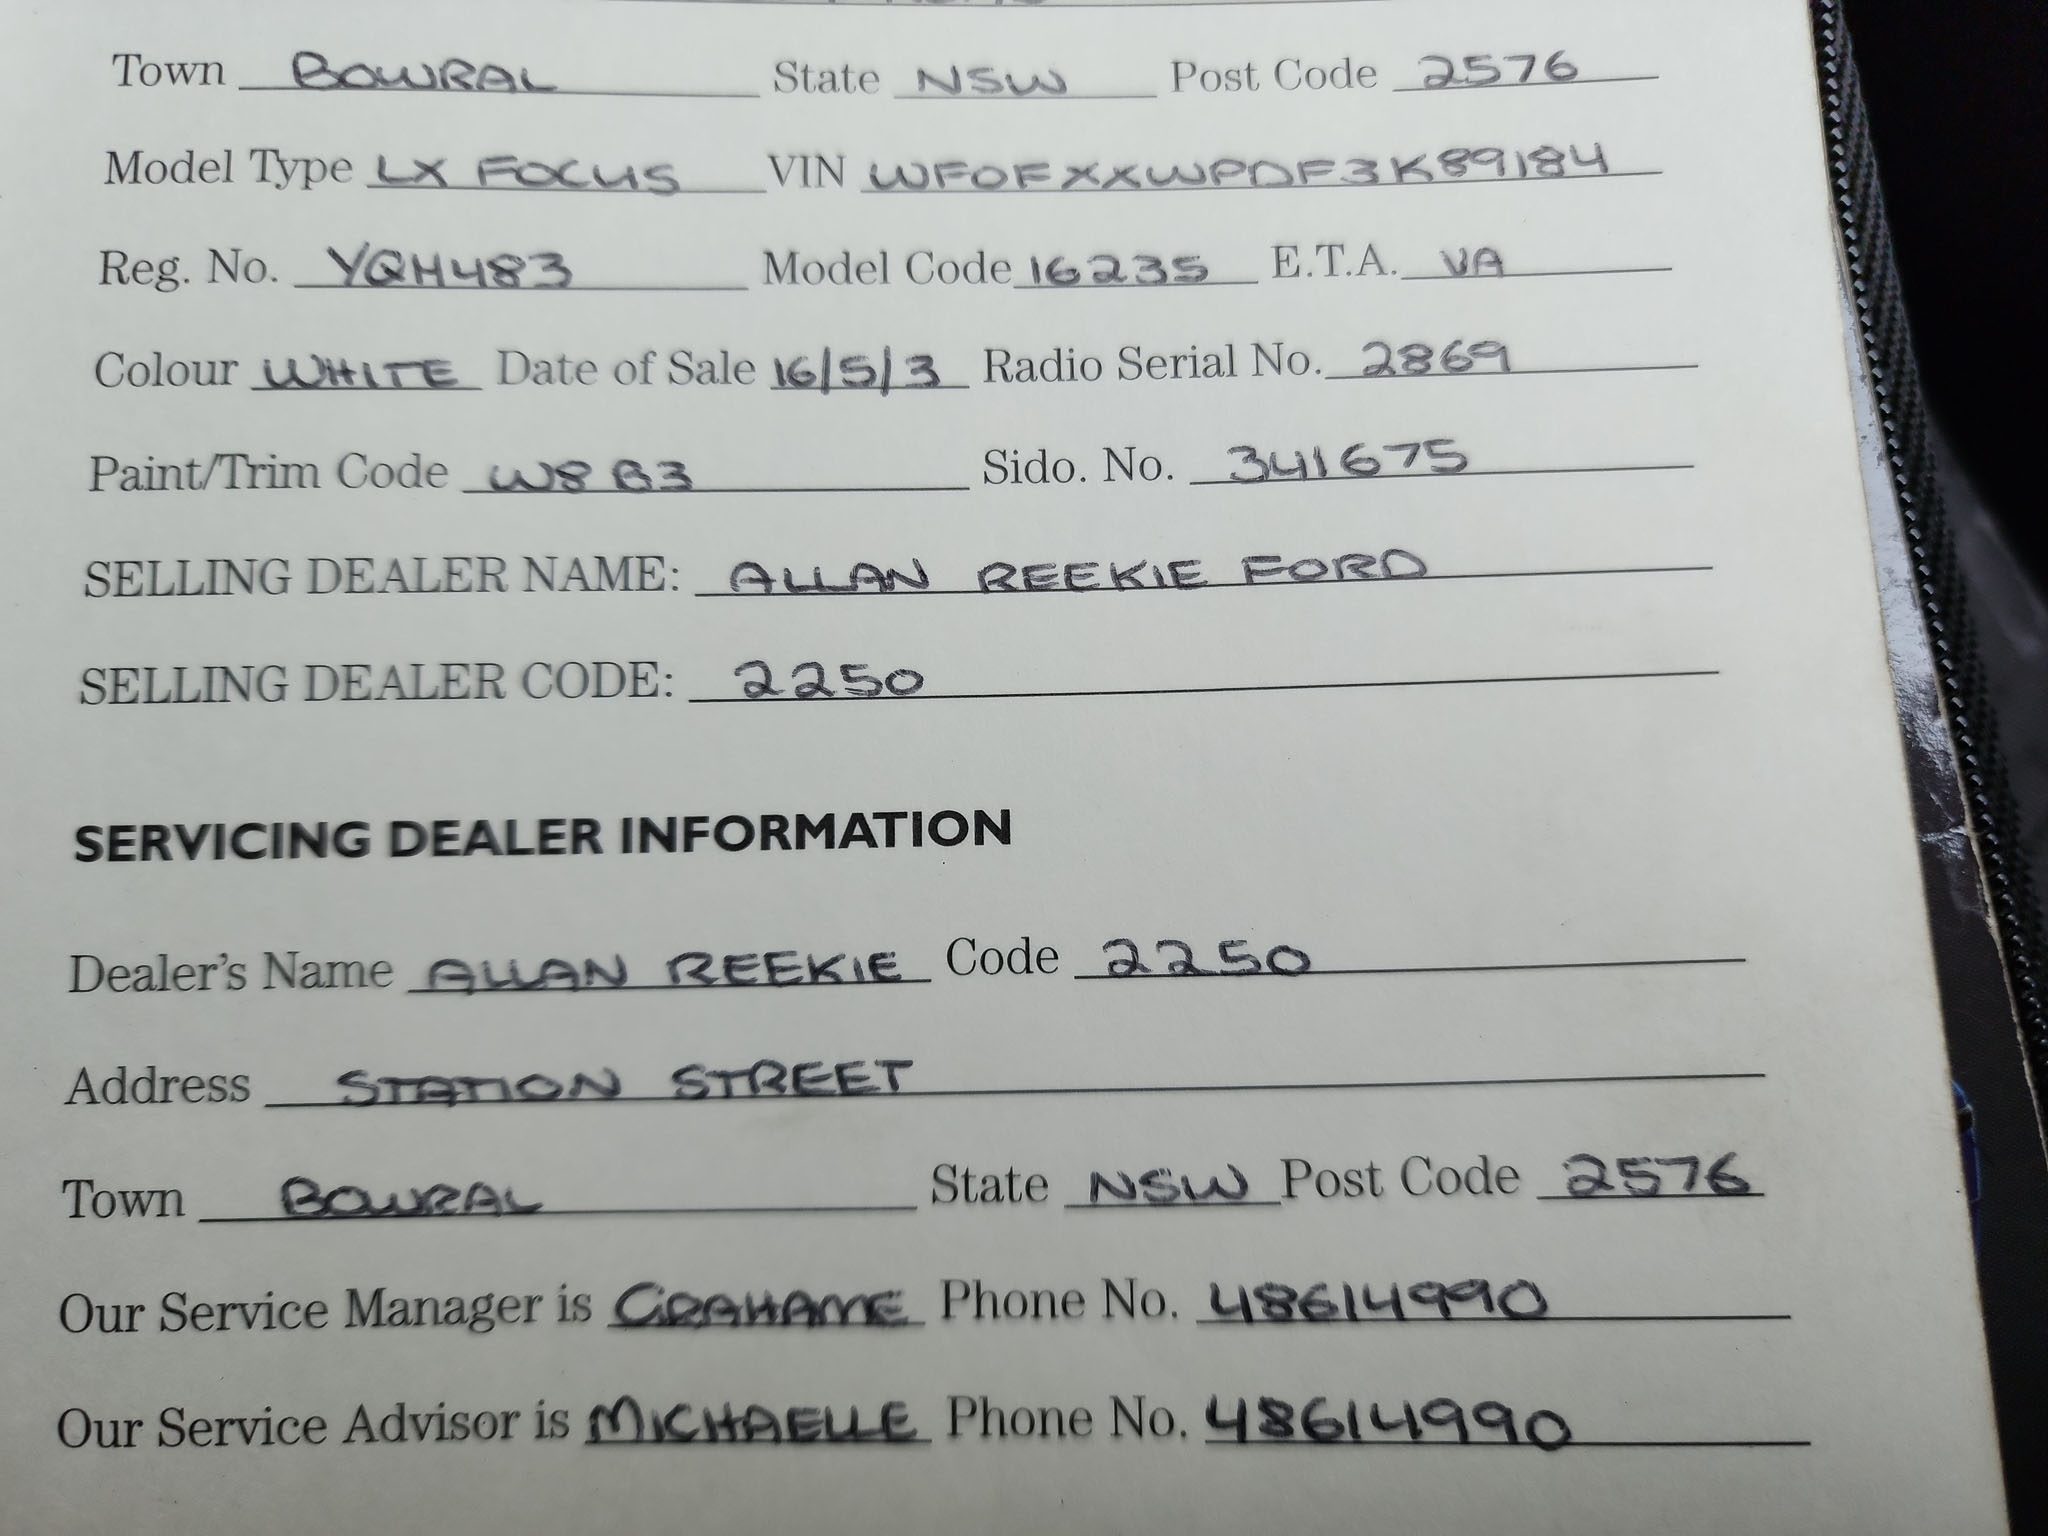 Town BOWRAL State NSW Post Code 2576
Model Type LX FOCUS VIN WFOFXXWPDF3K89184
Reg. No. YQH483 Model Code 16235 E.T.A. VA
Colour WHITE Date of Sale 16/5/3 Radio Serial No. 2869
Paint/Trim Code W8 B3 Sido. No. 341675
SELLING DEALER NAME: ALLAN REEKIE FORD
SELLING DEALER CODE: 2250
SERVICING DEALER INFORMATION
Dealer's Name ALLAN REEKIE Code 2250
Address STATION STREET
Town BOWRAL State NSW Post Code 2576
Our Service Manager is GRAHAME Phone No. 48614990
Our Service Advisor is MICHAELLE Phone No. 48614990